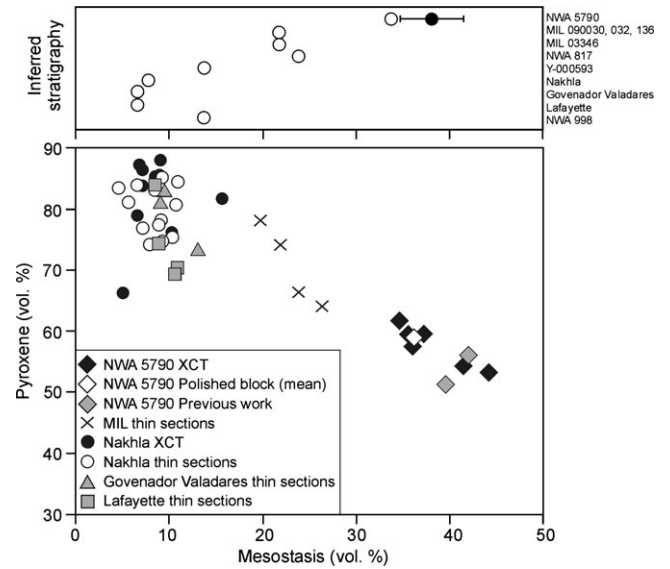 Inferred
stratigraphy
NWA 5790
MIL 090030, 032, 136
MIL 03346
NWA 817
Y-000593
Nakhla
Govenador Valadares
Lafayette
NWA 998
90
80
70
60
50
40
30
Pyroxene (vol. %)
NWA 5790 XCT
NWA 5790 Polished block (mean)
NWA 5790 Previous work
MIL thin sections
Nakhla XCT
Nakhla thin sections
Govenador Valadares thin sections
Lafayette thin sections
0 10 20 30 40 50
Mesostasis (vol. %)